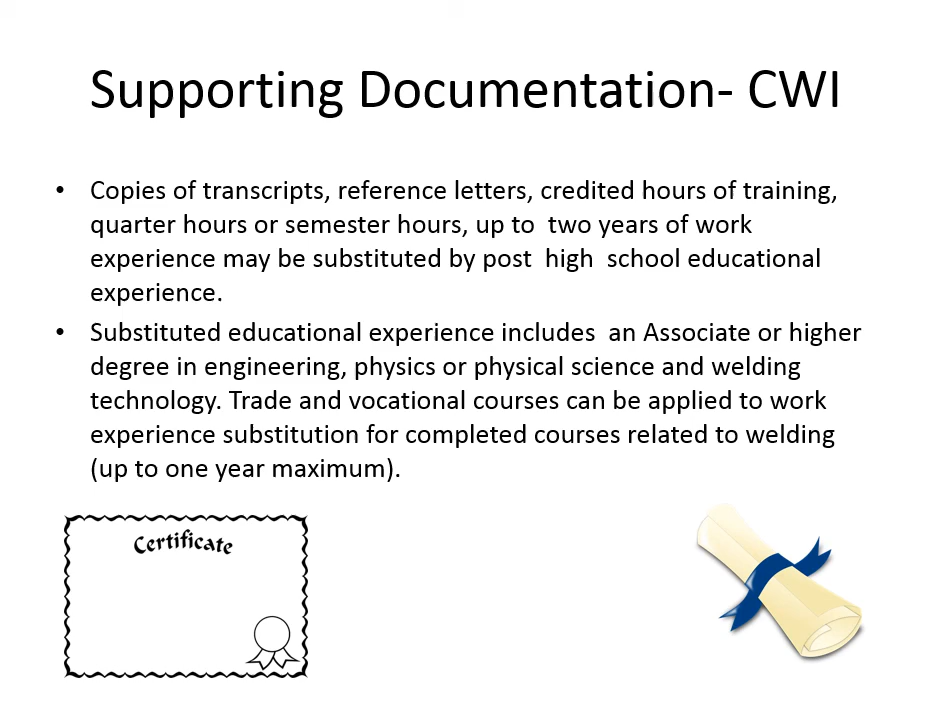 Supporting Documentation- CWI
• Copies of transcripts, reference letters, credited hours of training,
quarter hours or semester hours, up to  two years of work
experience may be substituted by post  high  school educational
experience.
• Substituted educational experience includes  an Associate or higher
degree in engineering, physics or physical science and welding
technology. Trade and vocational courses can be applied to work
experience substitution for completed courses related to welding
(up to one year maximum).
Certificate